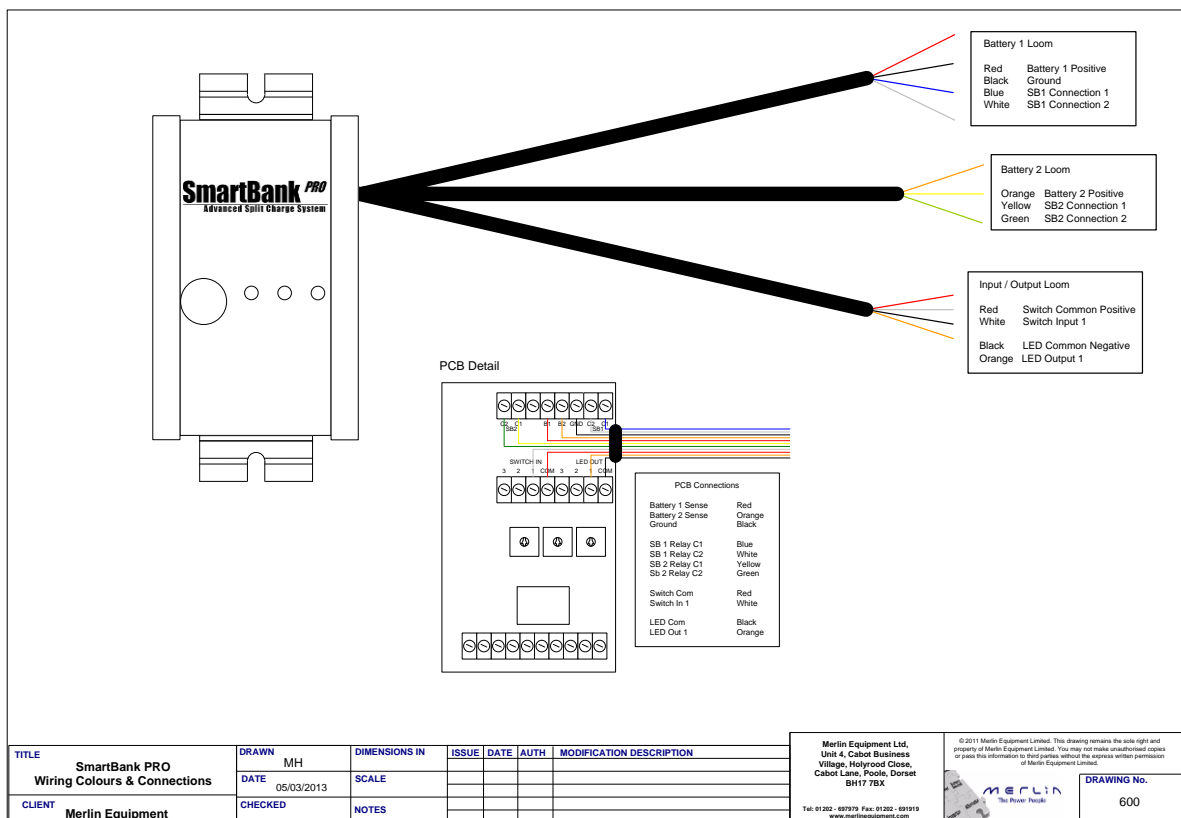 SmartBank PRO
Advanced Split Charge System
Battery 1 Loom
Red Battery 1 Positive
Black Ground
Blue SB1 Connection 1
White SB1 Connection 2
Battery 2 Loom
Orange Battery 2 Positive
Yellow SB2 Connection 1
Green SB2 Connection 2
Input / Output Loom
Red Switch Common Positive
White Switch Input 1
Black LED Common Negative
Orange LED Output 1
PCB Detail
C2 C1 B1 B2 GND C2 C1
SB2 SB1
SWITCH IN LED OUT
3 2 1 COM 3 2 1 COM
PCB Connections
Battery 1 Sense Red
Battery 2 Sense Orange
Ground Black
SB 1 Relay C1 Blue
SB 1 Relay C2 White
SB 2 Relay C1 Yellow
Sb 2 Relay C2 Green
Switch Com Red
Switch In 1 White
LED Com Black
LED Out 1 Orange
TITLE
SmartBank PRO
Wiring Colours & Connections
CLIENT
Merlin Equipment
DRAWN
MH
DATE
05/03/2013
CHECKED
DIMENSIONS IN
SCALE
NOTES
ISSUE DATE AUTH MODIFICATION DESCRIPTION
Merlin Equipment Ltd,
Unit 4, Cabot Business
Village, Holyrood Close,
Cabot Lane, Poole, Dorset
BH17 7BX
Tel: 01202 - 697979 Fax: 01202 - 691919
www.merlinequipment.com
© 2011 Merlin Equipment Limited. This drawing remains the sole right and
property of Merlin Equipment Limited. You may not make unauthorised copies
or pass this information to third parties without the express written permission
of Merlin Equipment Limited.
MERLIN
The Power People
DRAWING No.
600